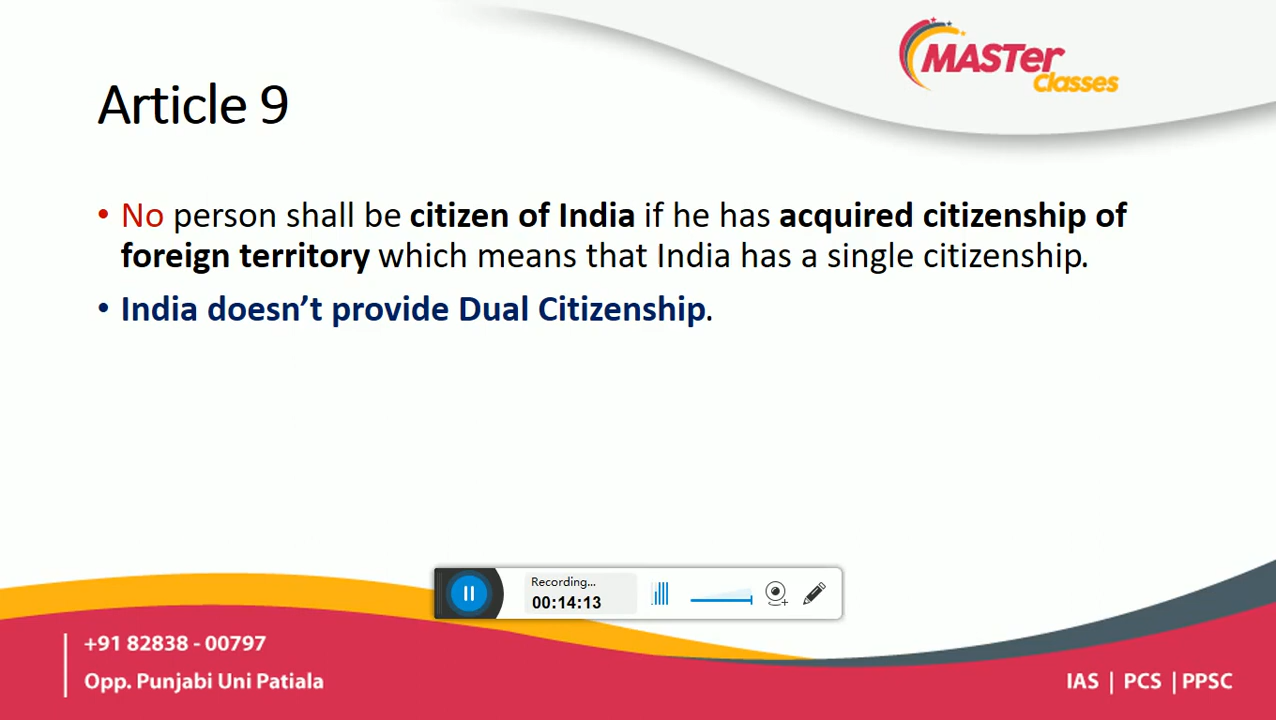 MASTer
Classes
Article 9
• No person shall be citizen of India if he has acquired citizenship of
foreign territory which means that India has a single citizenship.
• India doesn’t provide Dual Citizenship.
Recording...
00:14:13
+91 82838 - 00797
Opp. Punjabi Uni Patiala
IAS | PCS | PPSC